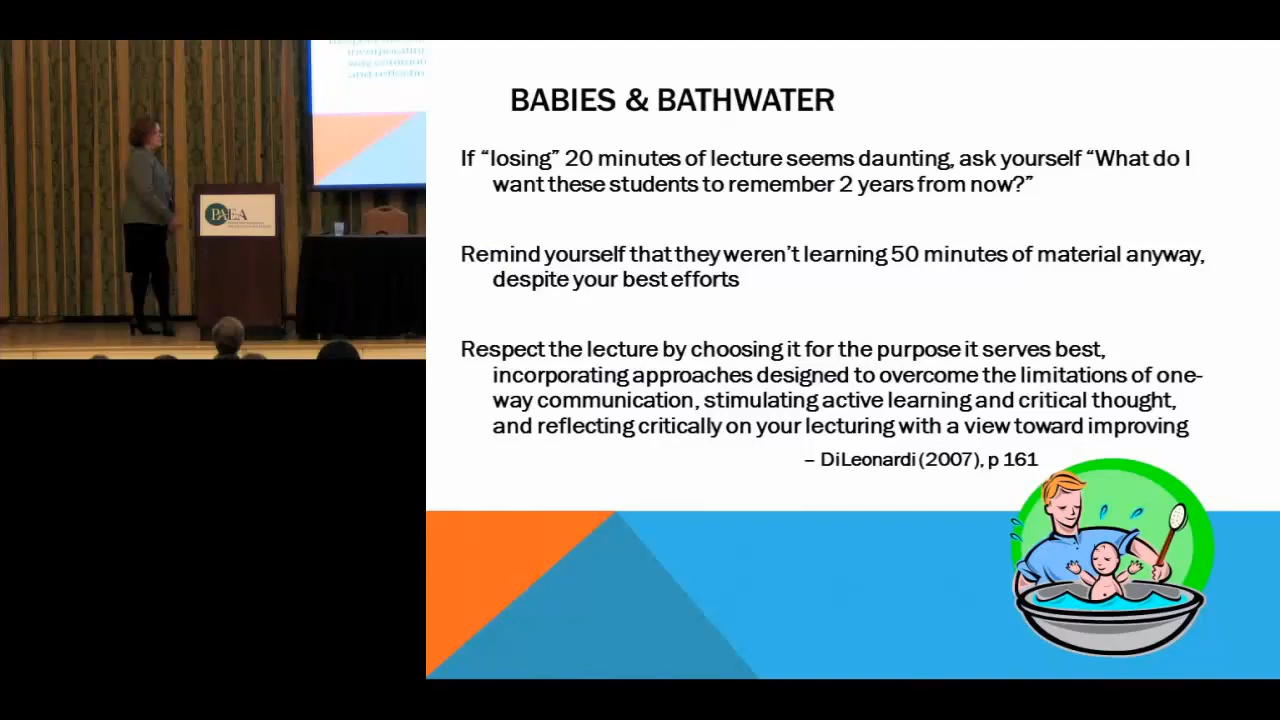 incorporating
PAEA
BABIES & BATHWATER
If “losing” 20 minutes of lecture seems daunting, ask yourself “What do I
want these students to remember 2 years from now?”
Remind yourself that they weren’t learning 50 minutes of material anyway,
despite your best efforts
Respect the lecture by choosing it for the purpose it serves best,
incorporating approaches designed to overcome the limitations of one-
way communication, stimulating active learning and critical thought,
and reflecting critically on your lecturing with a view toward improving
– DiLeonardi (2007), p 161